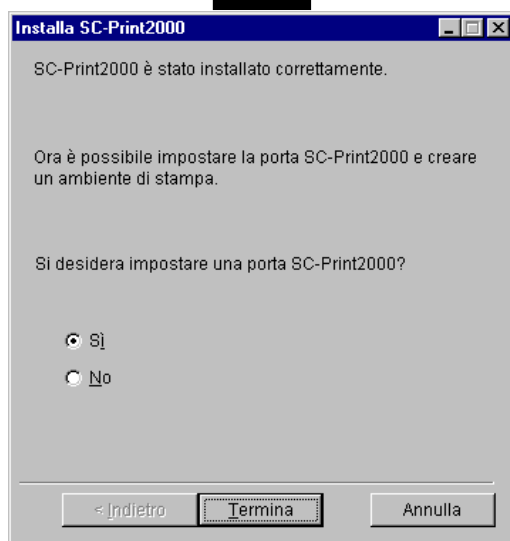 Installa SC-Print2000
SC-Print2000 è stato installato correttamente.
Ora è possibile impostare la porta SC-Print2000 e creare
un ambiente di stampa.
Si desidera impostare una porta SC-Print2000?
Sì
No
< Indietro
Termina
Annulla